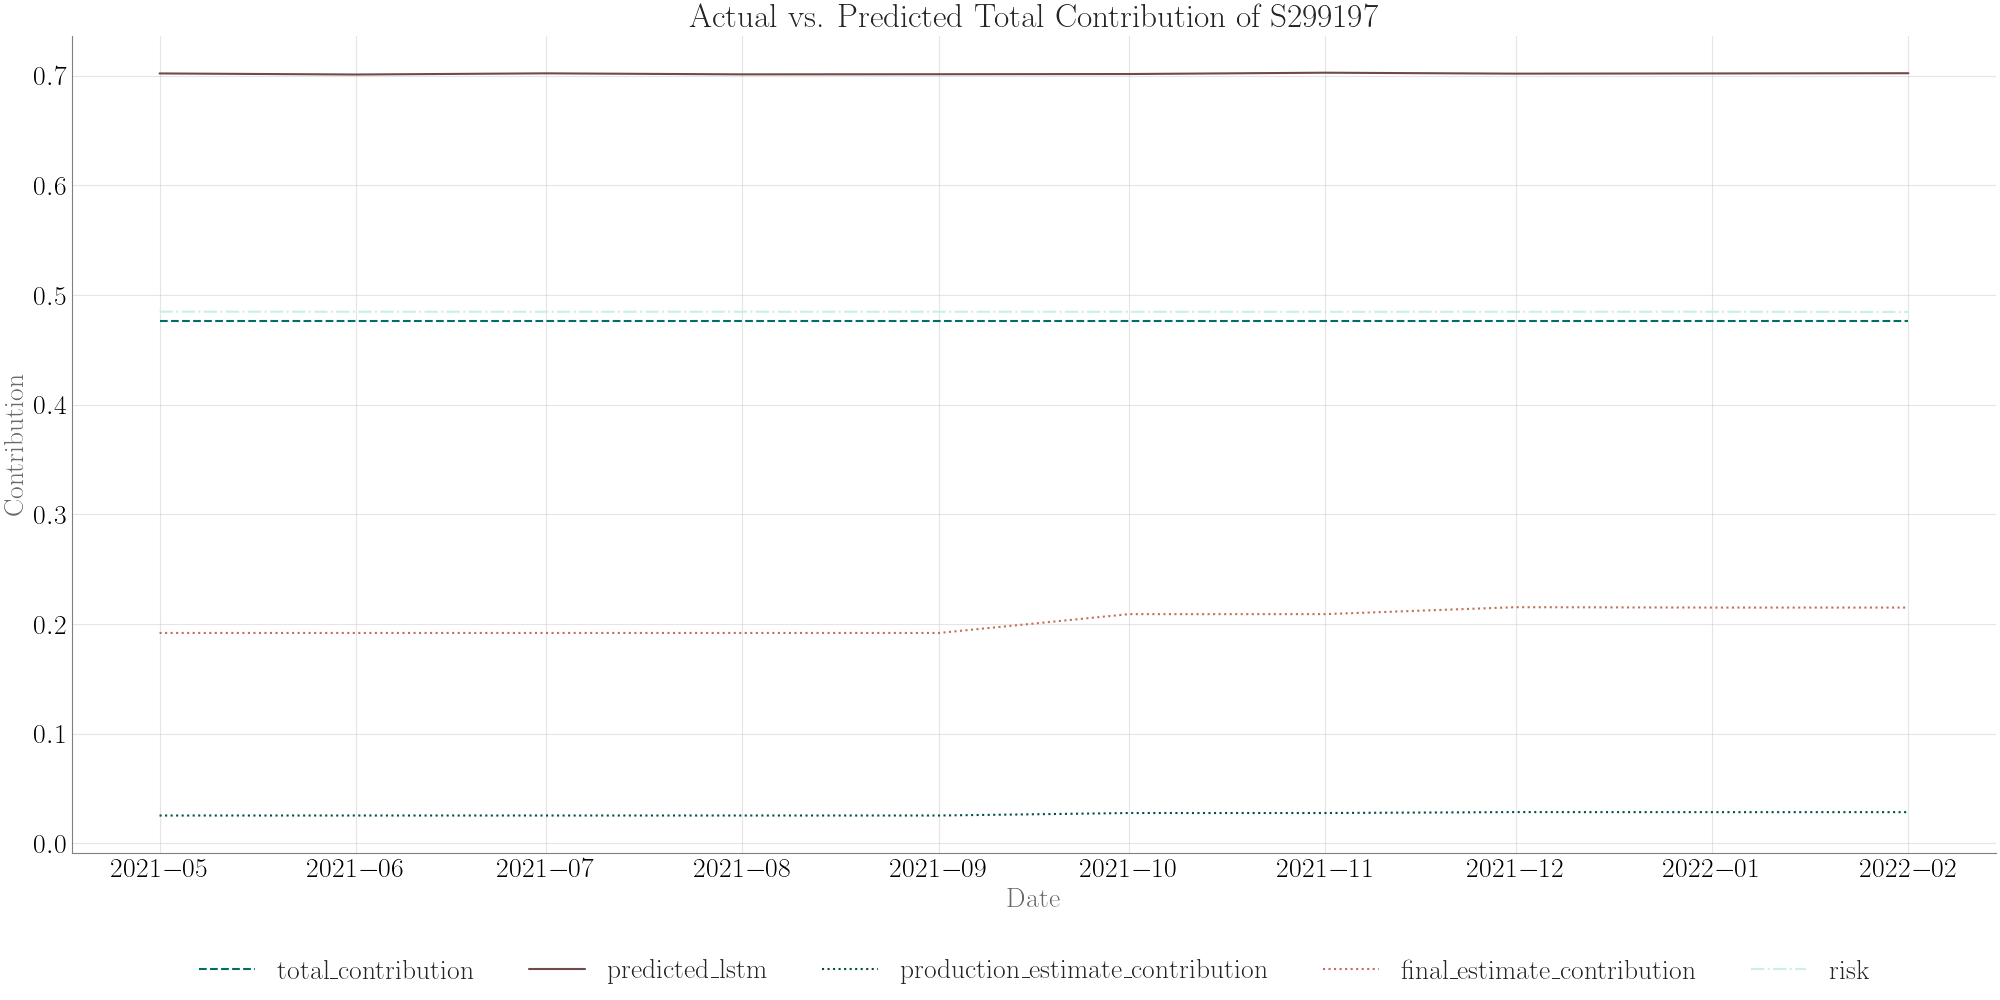 Actual vs. Predicted Total Contribution of S299197
Contribution
0.7
0.6
0.5
0.4
0.3
0.2
0.1
0.0
2021−05 2021−06 2021−07 2021−08 2021−09 2021−10 2021−11 2021−12 2022−01 2022−02
Date
total_contribution predicted_lstm production_estimate_contribution final_estimate_contribution risk